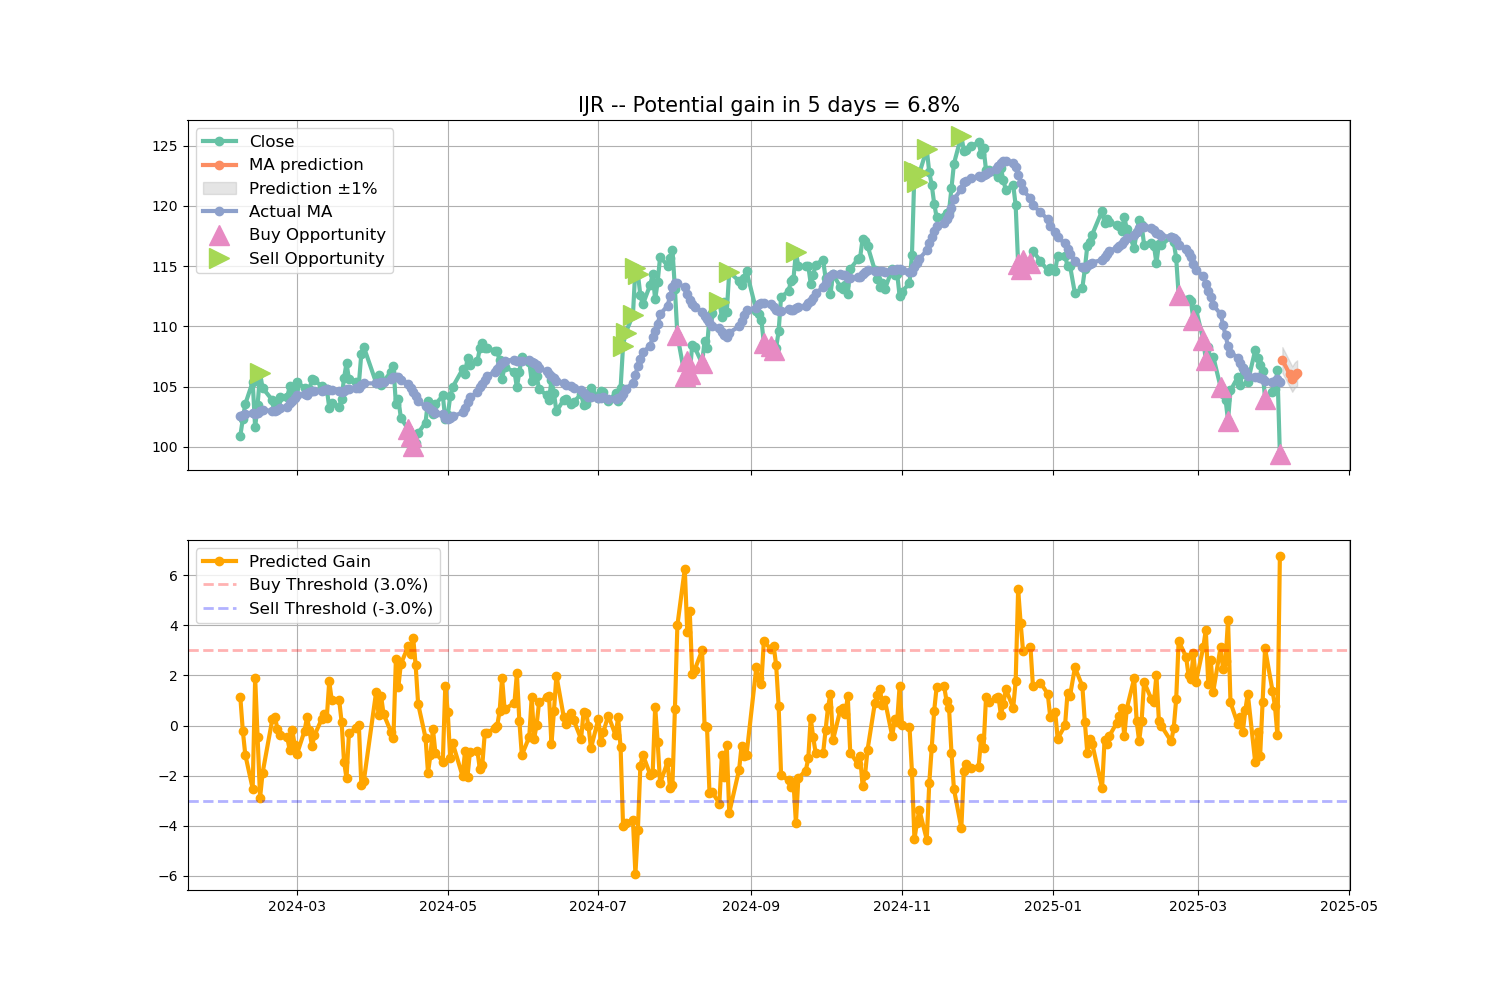 IJR -- Potential gain in 5 days = 6.8%
Close
MA prediction
Prediction ±1%
Actual MA
Buy Opportunity
Sell Opportunity
125
120
115
110
105
100
Predicted Gain
Buy Threshold (3.0%)
Sell Threshold (-3.0%)
6
4
2
0
−2
−4
−6
2024-03
2024-05
2024-07
2024-09
2024-11
2025-01
2025-03
2025-05